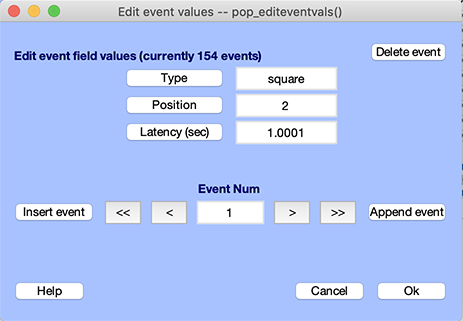 Edit event values -- pop_editeventvals()
Delete event
Edit event field values (currently 154 events)
Type square
Position 2
Latency (sec) 1.0001
Event Num
Insert event << < 1 > >> Append event
Help Cancel Ok